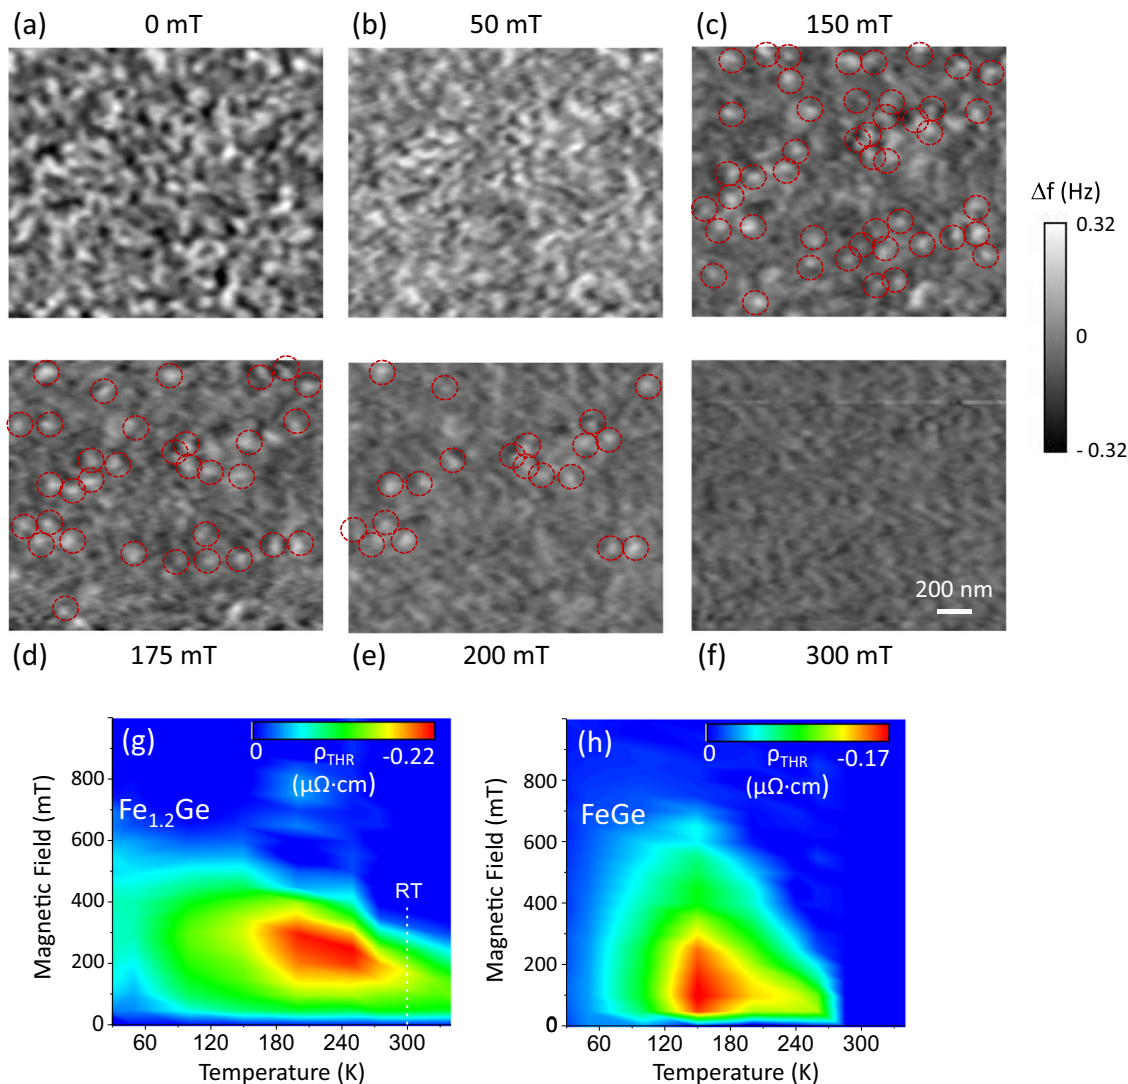 (a) 0 mT
(b) 50 mT
(c) 150 mT
Δf (Hz)
0.32
0
- 0.32
200 nm
(d) 175 mT
(e) 200 mT
(f) 300 mT
(g)
0 ρTHR -0.22
(μΩ·cm)
Fe1.2Ge
RT
Magnetic Field (mT)
800
600
400
200
0
60 120 180 240 300
Temperature (K)
(h)
0 ρTHR -0.17
(μΩ·cm)
FeGe
Magnetic Field (mT)
800
600
400
200
0
60 120 180 240 300
Temperature (K)